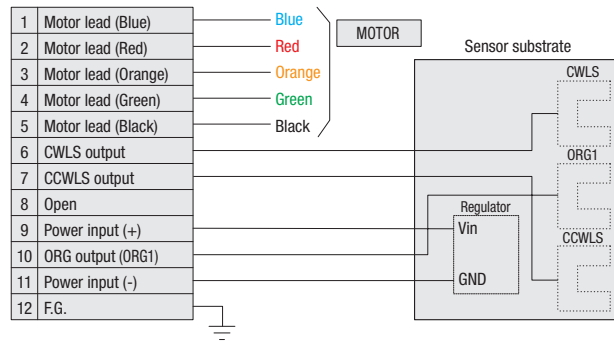 1 Motor lead (Blue)
2 Motor lead (Red)
3 Motor lead (Orange)
4 Motor lead (Green)
5 Motor lead (Black)
6 CWLS output
7 CCWLS output
8 Open
9 Power input (+)
10 ORG output (ORG1)
11 Power input (-)
12 F.G.
Blue
Red
Orange
Green
Black
MOTOR
Sensor substrate
CWLS
ORG1
CCWLS
Regulator
Vin
GND